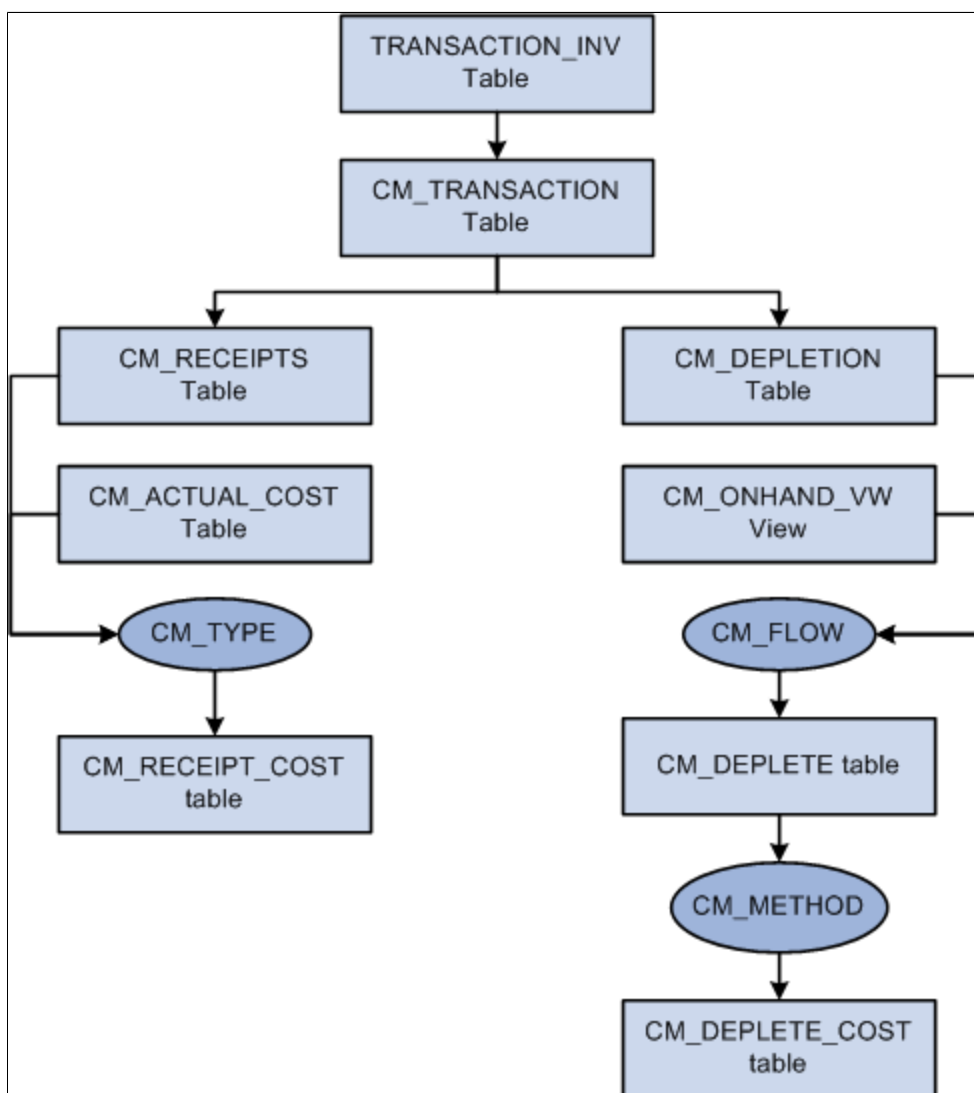 TRANSACTION_INV
Table
CM_TRANSACTION
Table
CM_RECEIPTS
Table
CM_DEPLETION
Table
CM_ACTUAL_COST
Table
CM_ONHAND_VW
View
CM_TYPE
CM_FLOW
CM_RECEIPT_COST
table
CM_DEPLETE table
CM_METHOD
CM_DEPLETE_COST
table